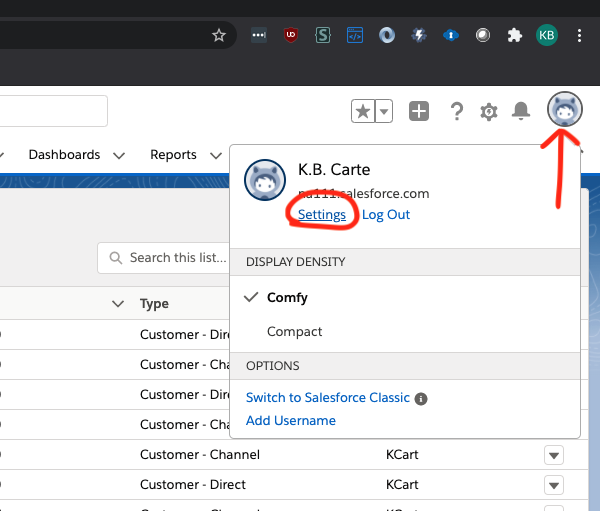 UD
S
KB
Dashboards
Reports
K.B. Carte
na111.salesforce.com
Settings
Log Out
Search this list...
DISPLAY DENSITY
Type
Comfy
Customer - Dire
Compact
Customer - Cha
OPTIONS
Customer - Dire
Switch to Salesforce Classic
Customer - Cha
Add Username
Customer - Channel KCart
Customer - Direct KCart